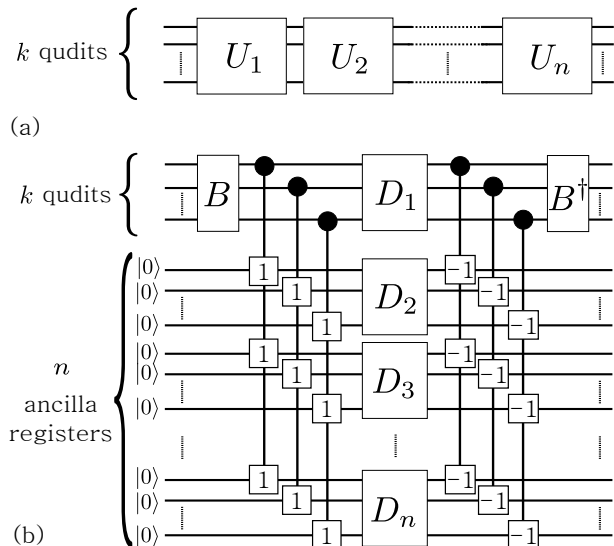 k qudits U₁ U₂ Uₙ
(a)
k qudits B D₁ B†
|0⟩ 1 −1
|0⟩ 1 D₂ −1
|0⟩ 1 −1
|0⟩ 1 −1
|0⟩ 1 D₃ −1
|0⟩ 1 −1
n
ancilla
registers
|0⟩ 1 −1
|0⟩ 1 Dₙ −1
|0⟩ 1 −1
(b)